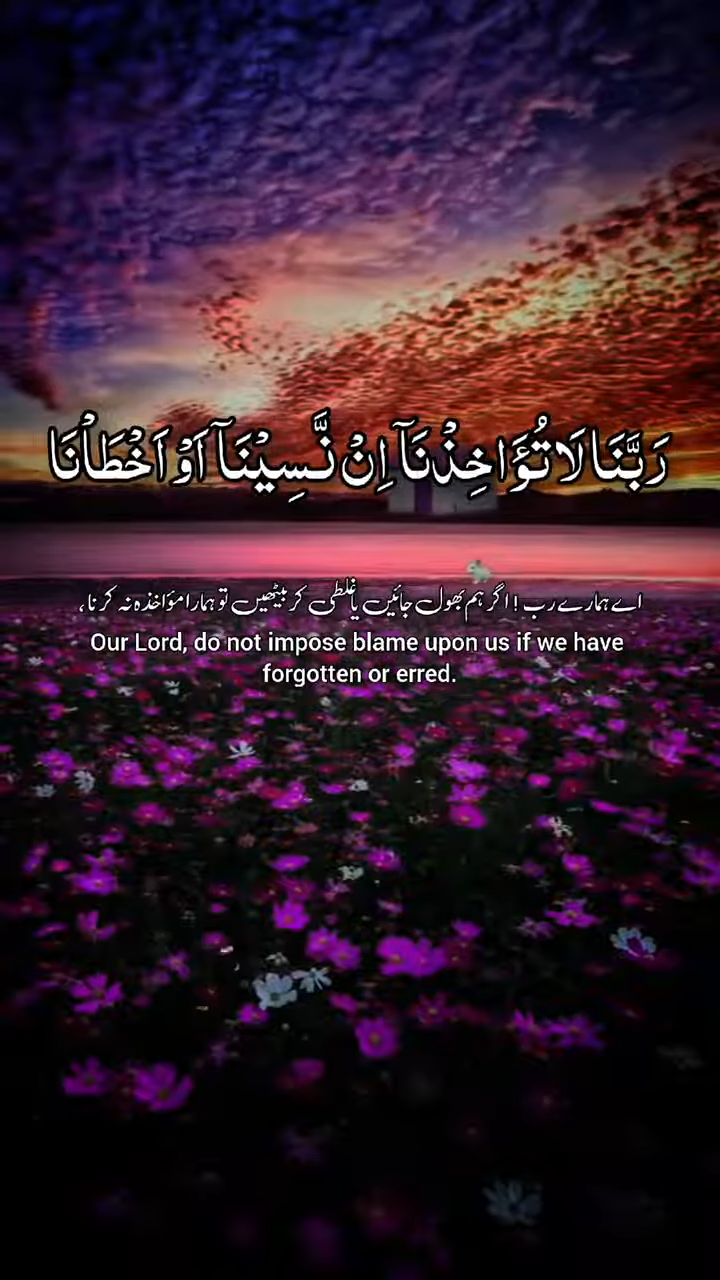 رَبَّنَا لَا تُؤَاخِذْنَآ اِنْ نَّسِيْنَآ اَوْ اَخْطَاْنَا
اے ہمارے رب ! اگر ہم بھول جائیں یا غلطی کر بیٹھیں تو ہمارا مؤاخذہ نہ کرنا،
Our Lord, do not impose blame upon us if we have
forgotten or erred.